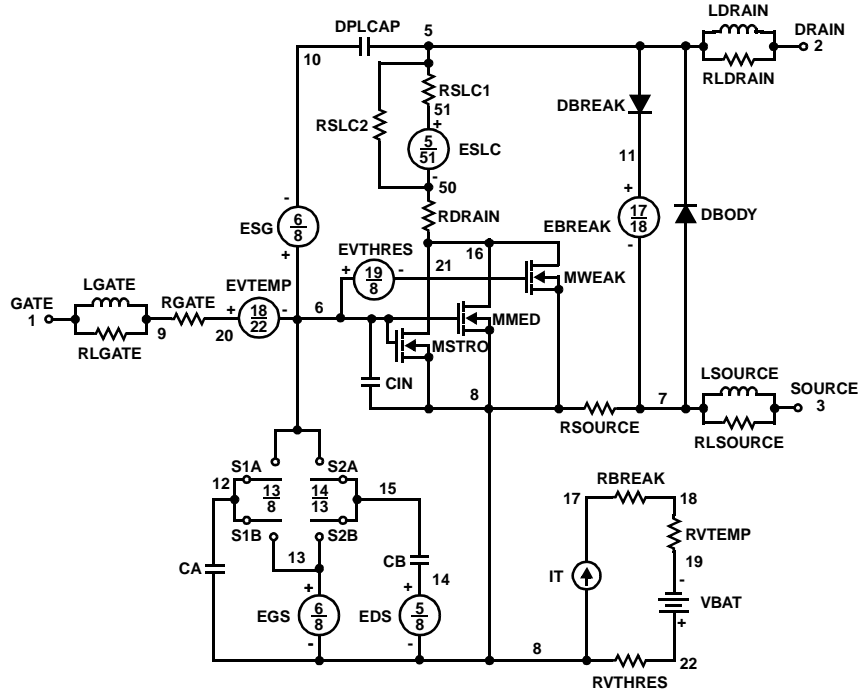 LDRAIN
DPLCAP 5 DRAIN
10 2
RLDRAIN
RSLC1
51
RSLC2
+
5
51
ESLC
-
50
DBREAK
11
+
17
18
EBREAK
-
DBODY
RDRAIN
-
6
8
ESG
+
EVTHRES
16
21
+ 19 -
8
MWEAK
LGATE
EVTEMP
GATE
1
RGATE
+ 18 -
22
6
9
20
RLGATE
MMED
MSTRO
CIN
8
RSOURCE
7
LSOURCE
SOURCE
3
RLSOURCE
S1A
S2A
12
13
8
14
13
15
S1B
S2B
13
CA
CB
14
+
EGS
6
8
-
+
EDS
5
8
-
RBREAK
17
18
RVTEMP
19
IT
-
VBAT
+
8
22
RVTHRES